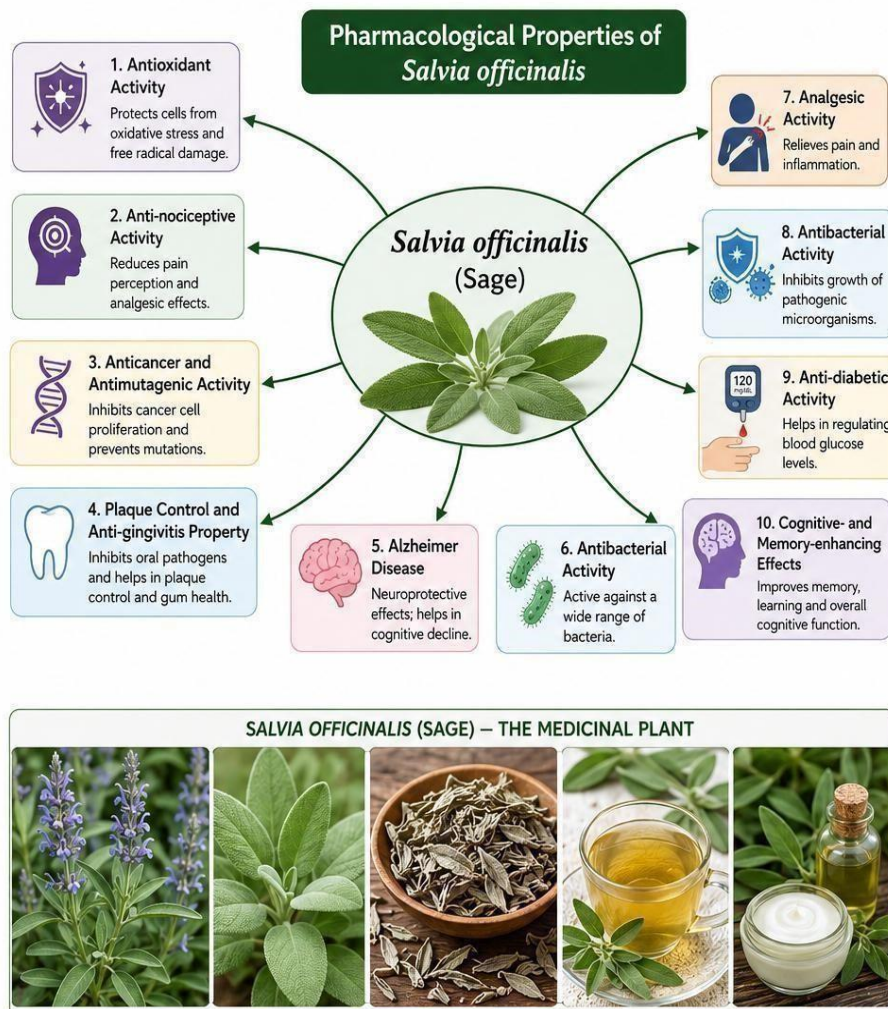 Pharmacological Properties of
Salvia officinalis
1. Antioxidant
Activity
Protects cells from
oxidative stress and
free radical damage.
2. Anti-nociceptive
Activity
Reduces pain
perception and
analgesic effects.
3. Anticancer and
Antimutagenic Activity
Inhibits cancer cell
proliferation and
prevents mutations.
4. Plaque Control and
Anti-gingivitis Property
Inhibits oral pathogens
and helps in plaque
control and gum health.
Salvia officinalis
(Sage)
5. Alzheimer
Disease
Neuroprotective
effects; helps in
cognitive decline.
6. Antibacterial
Activity
Active against a
wide range of
bacteria.
7. Analgesic
Activity
Relieves pain and
inflammation.
8. Antibacterial
Activity
Inhibits growth of
pathogenic
microorganisms.
120
mg/dL
9. Anti-diabetic
Activity
Helps in regulating
blood glucose
levels.
10. Cognitive- and
Memory-enhancing
Effects
Improves memory,
learning and overall
cognitive function.
SALVIA OFFICINALIS (SAGE) – THE MEDICINAL PLANT